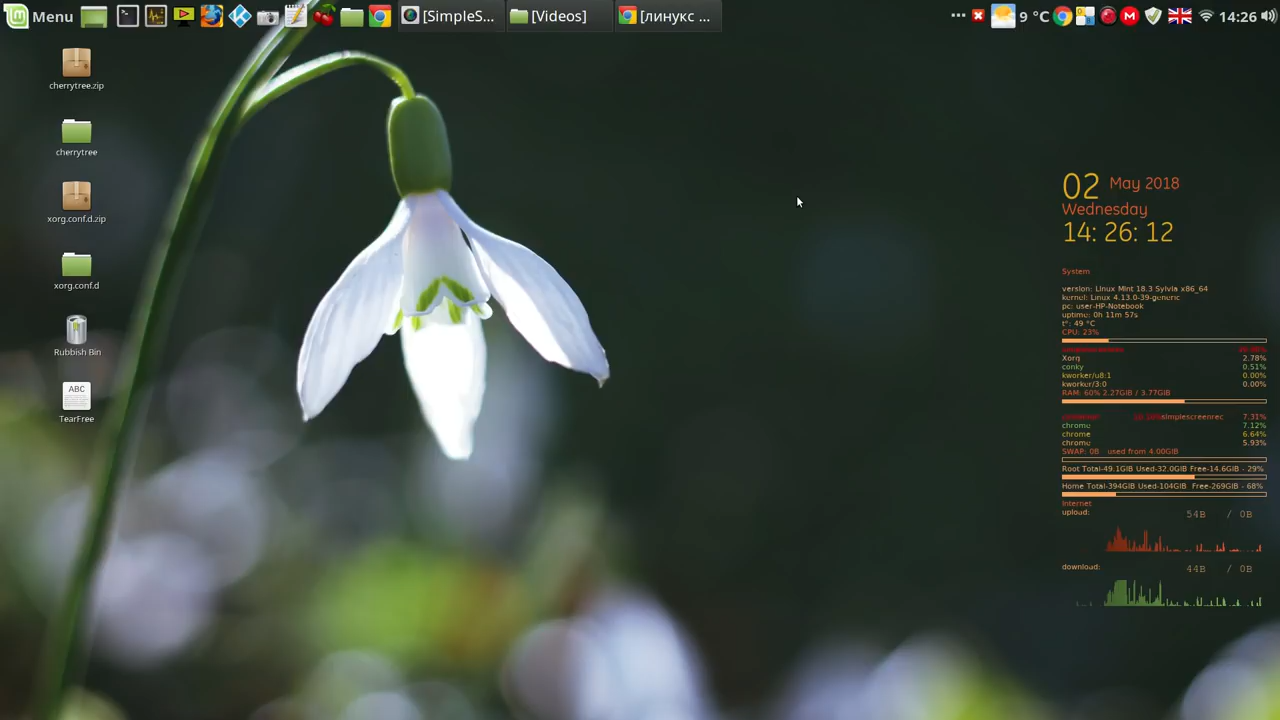 Menu
[SimpleS...
[Videos]
[линукс ...
9 °C
14:26
cherrytree.zip
cherrytree
xorg.conf.d.zip
xorg.conf.d
Rubbish Bin
ABC
TearFree
02 May 2018
Wednesday
14: 26: 12
System
version: Linux Mint 18.3 Sylvia x86_64
kernel: Linux 4.13.0-39-generic
pc: user-HP-Notebook
uptime: 0h 11m 57s
t°: 49 °C
CPU: 23%
Xorg 2.78%
conky 0.51%
kworker/u8:1 0.00%
kworker/3:0 0.00%
RAM: 60% 2.27GiB / 3.77GiB
simplescreenrec 7.31%
chrome 7.12%
chrome 6.64%
chrome 5.93%
SWAP: 0B used from 4.00GiB
Root Total-49.1GiB Used-32.0GiB Free-14.6GiB - 29%
Home Total-394GiB Used-104GiB Free-269GiB - 68%
Internet
upload: 54B / 0B
download: 44B / 0B